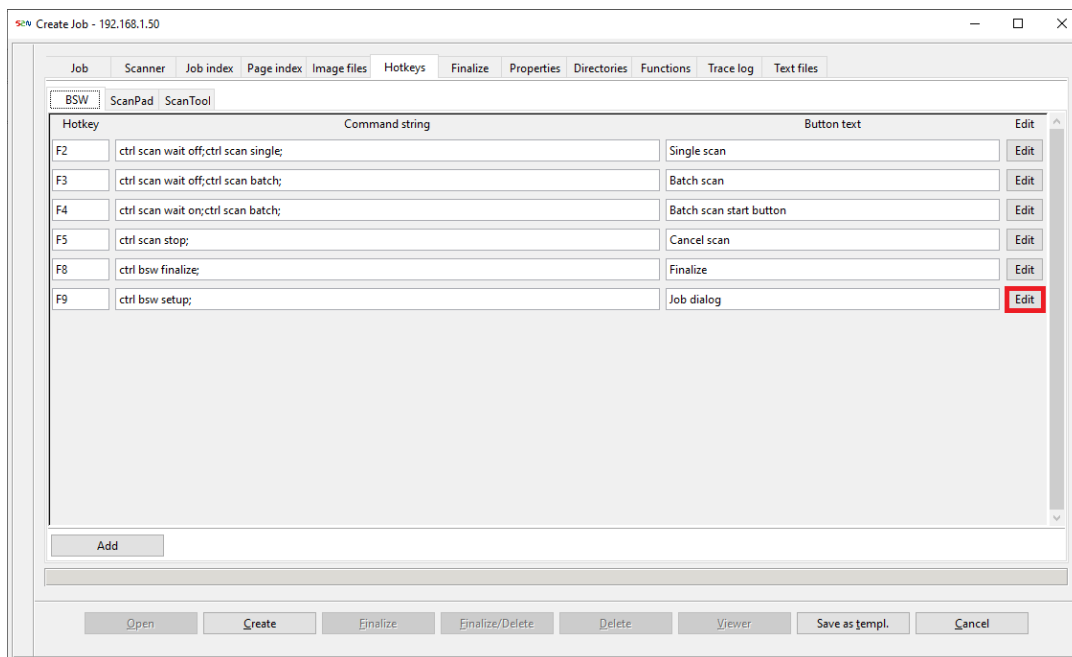 SCN Create Job - 192.168.1.50
Job Scanner Job index Page index Image files Hotkeys Finalize Properties Directories Functions Trace log Text files
BSW ScanPad ScanTool
Hotkey Command string Button text Edit
F2 ctrl scan wait off;ctrl scan single; Single scan Edit
F3 ctrl scan wait off;ctrl scan batch; Batch scan Edit
F4 ctrl scan wait on;ctrl scan batch; Batch scan start button Edit
F5 ctrl scan stop; Cancel scan Edit
F8 ctrl bsw finalize; Finalize Edit
F9 ctrl bsw setup; Job dialog Edit
Add
Open Create Finalize Finalize/Delete Delete Viewer Save as templ. Cancel